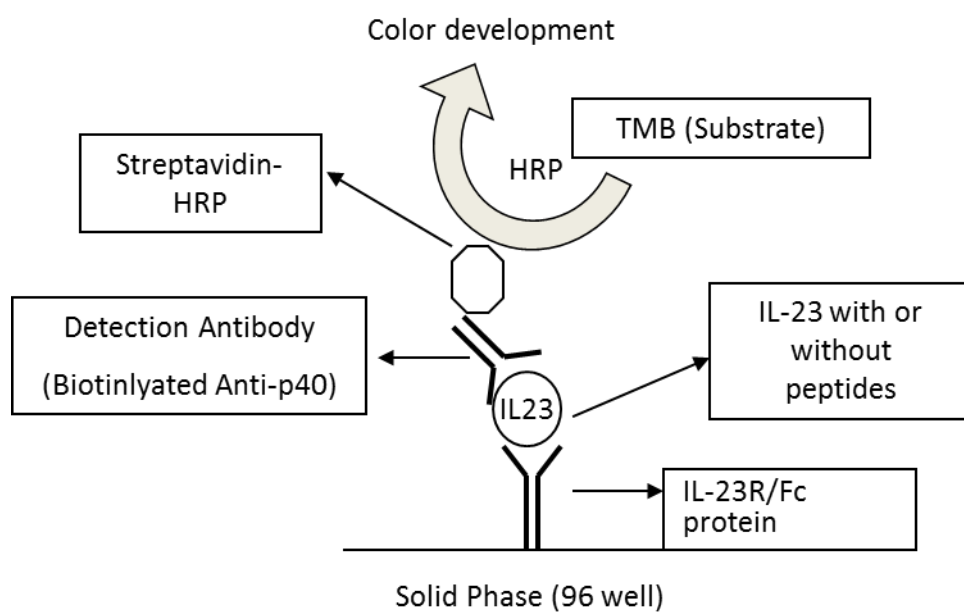 Color development
TMB (Substrate)
Streptavidin-
HRP
HRP
Detection Antibody
(Biotinlyated Anti-p40)
IL-23 with or
without
peptides
IL23
IL-23R/Fc
protein
Solid Phase (96 well)